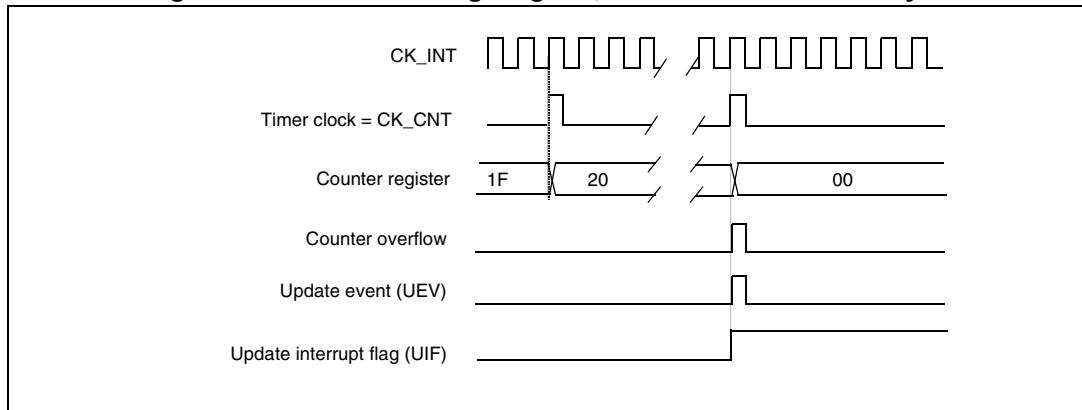 CK_INT
Timer clock = CK_CNT
Counter register 1F 20 00
Counter overflow
Update event (UEV)
Update interrupt flag (UIF)